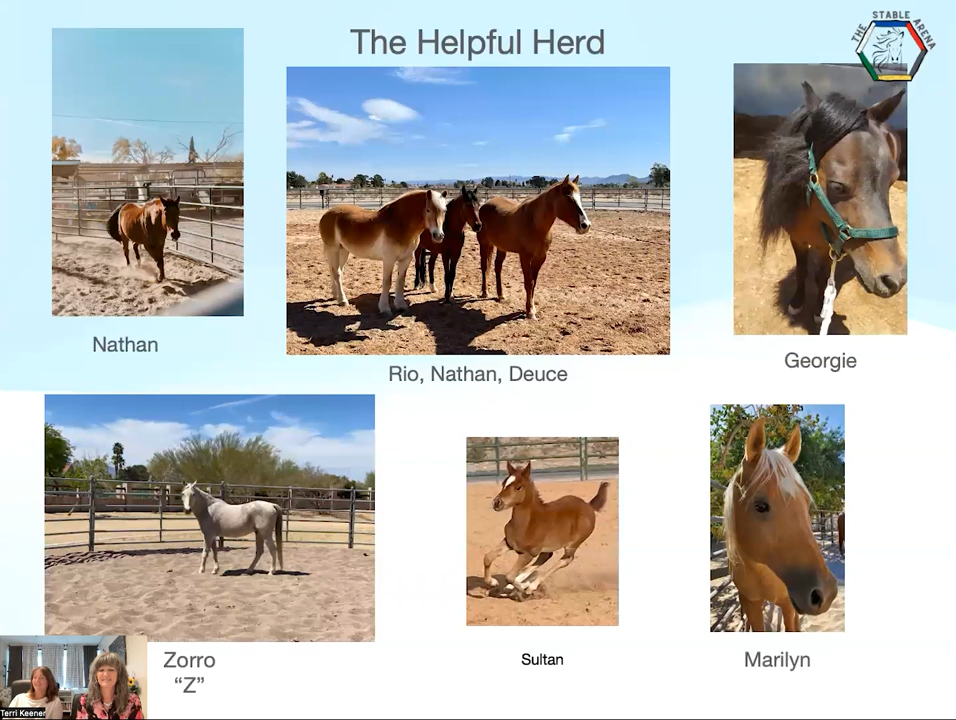 The Helpful Herd
THE STABLE ARENA
Nathan
Rio, Nathan, Deuce
Georgie
Zorro
“Z”
Sultan
Marilyn
Terri Keener